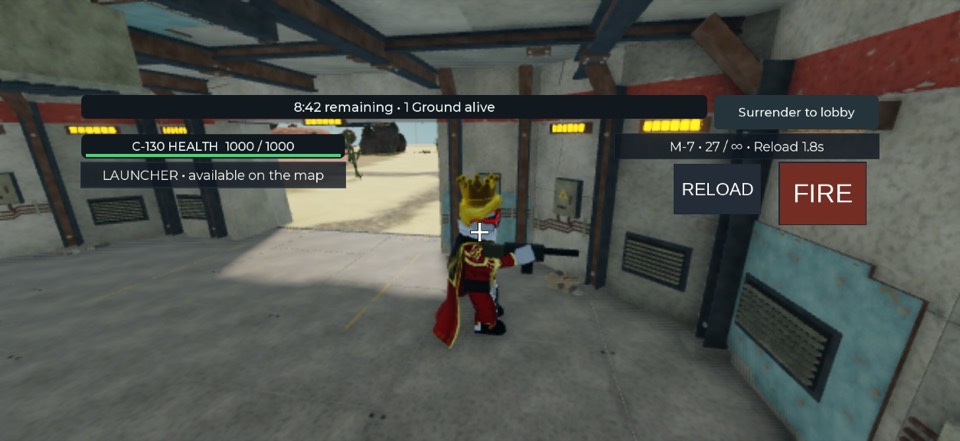 8:42 remaining • 1 Ground alive
Surrender to lobby
C-130 HEALTH 1000 / 1000
M-7 • 27 / ∞ • Reload 1.8s
LAUNCHER • available on the map
RELOAD
FIRE